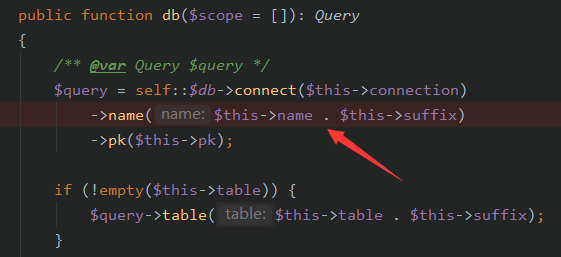 public function db($scope = []): Query
{
/** @var Query $query */
$query = self::$db->connect($this->connection)
->name( name: $this->name . $this->suffix)
->pk($this->pk);
if (!empty($this->table)) {
$query->table( table: $this->table . $this->suffix);
}